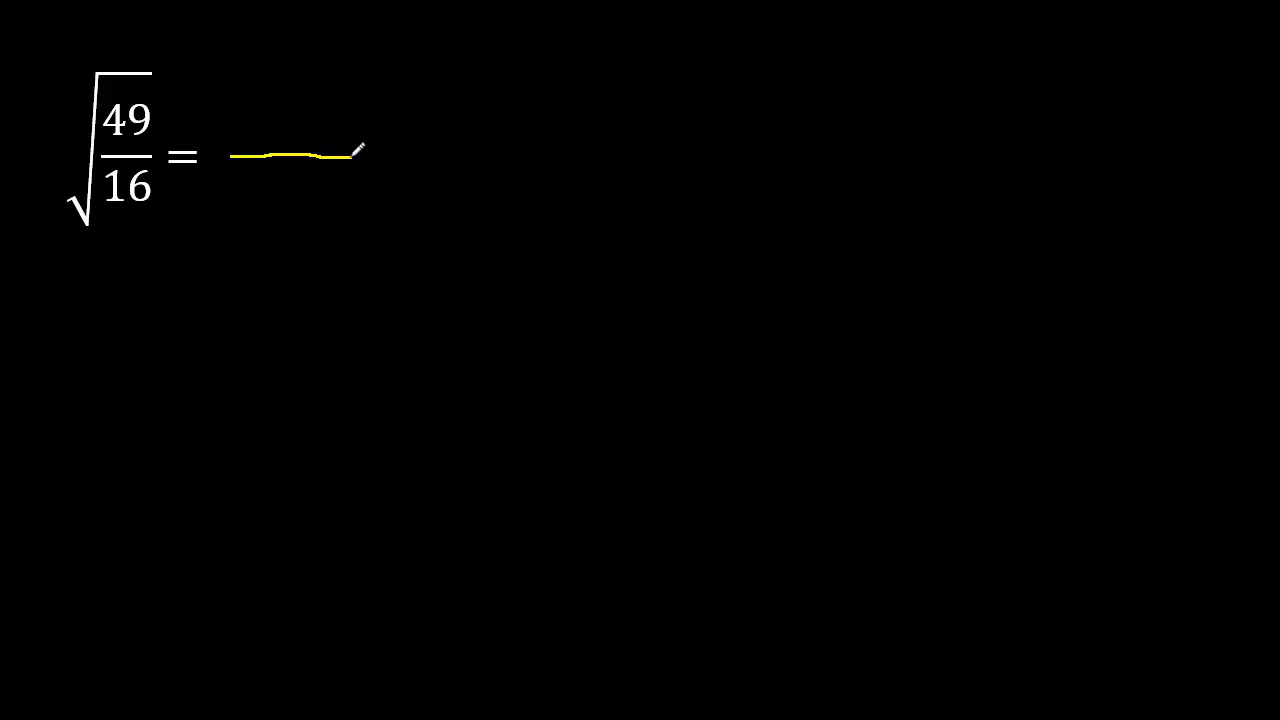 √(49/16) =